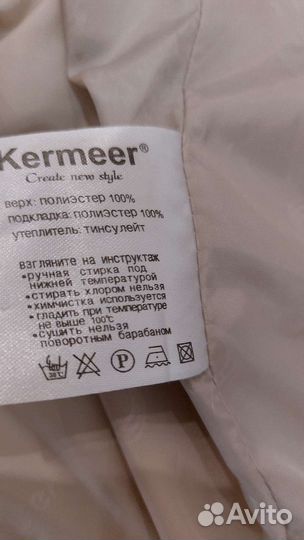 Kermeer®
Create new style
верх: полиэстер 100%
подкладка: полиэстер 100%
утеплитель: тинсулейт
взгляните на инструктаж
•ручная стирка под
нижней температурой
•стирать хлором нельзя
•химчистка используется
•гладить при температуре
не выше 100°C
•сушить нельзя
поворотным барабаном
30°C P
Avito